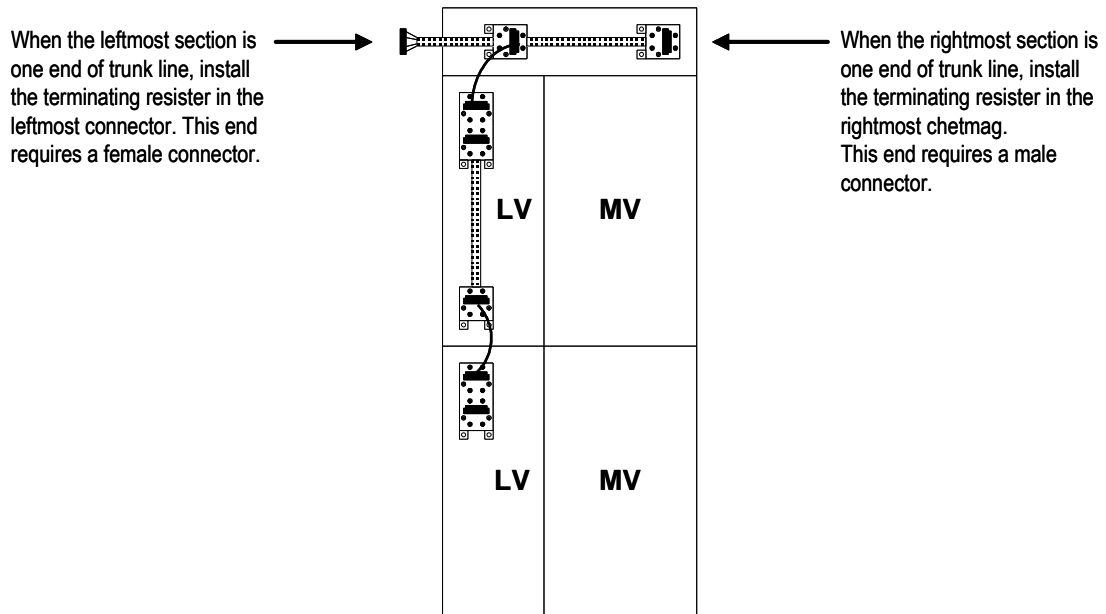 When the leftmost section is
one end of trunk line, install
the terminating resister in the
leftmost connector. This end
requires a female connector.
When the rightmost section is
one end of trunk line, install
the terminating resister in the
rightmost chetmag.
This end requires a male
connector.
LV
MV
LV
MV